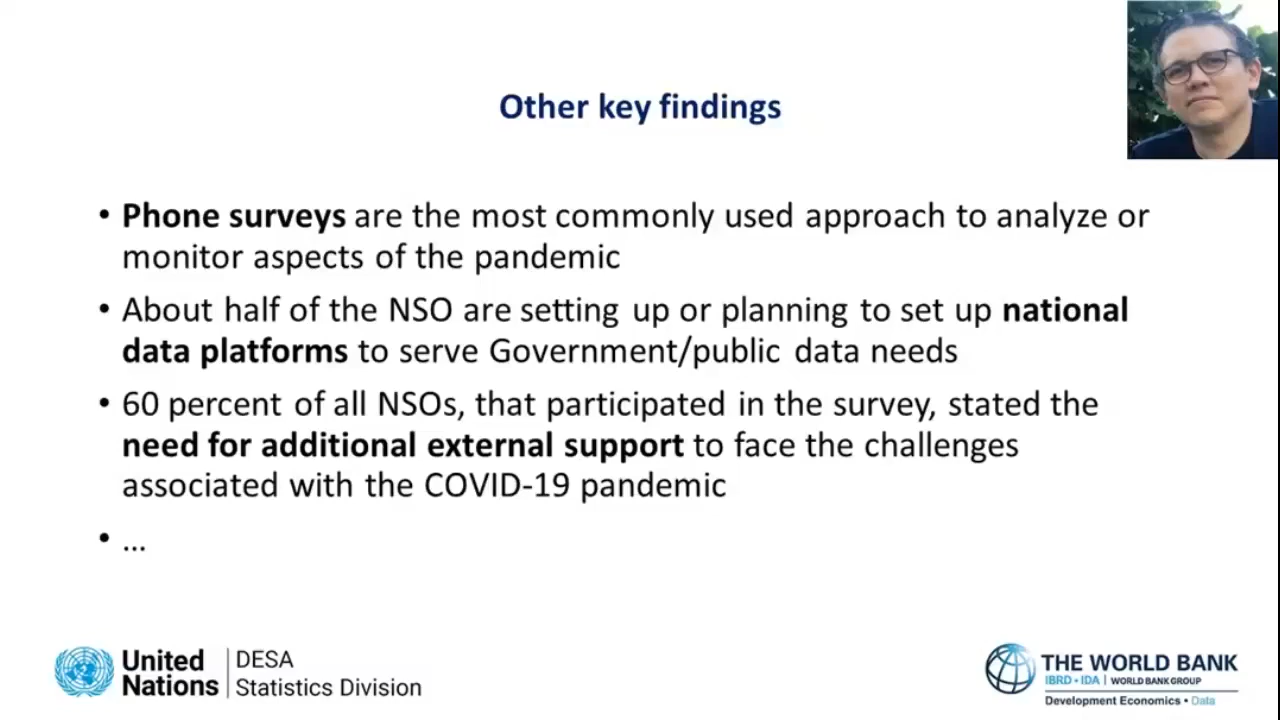 Other key findings
• Phone surveys are the most commonly used approach to analyze or
monitor aspects of the pandemic
• About half of the NSO are setting up or planning to set up national
data platforms to serve Government/public data needs
• 60 percent of all NSOs, that participated in the survey, stated the
need for additional external support to face the challenges
associated with the COVID-19 pandemic
• ...
United Nations
DESA
Statistics Division
THE WORLD BANK
IBRD • IDA | WORLD BANK GROUP
Development Economics • Data